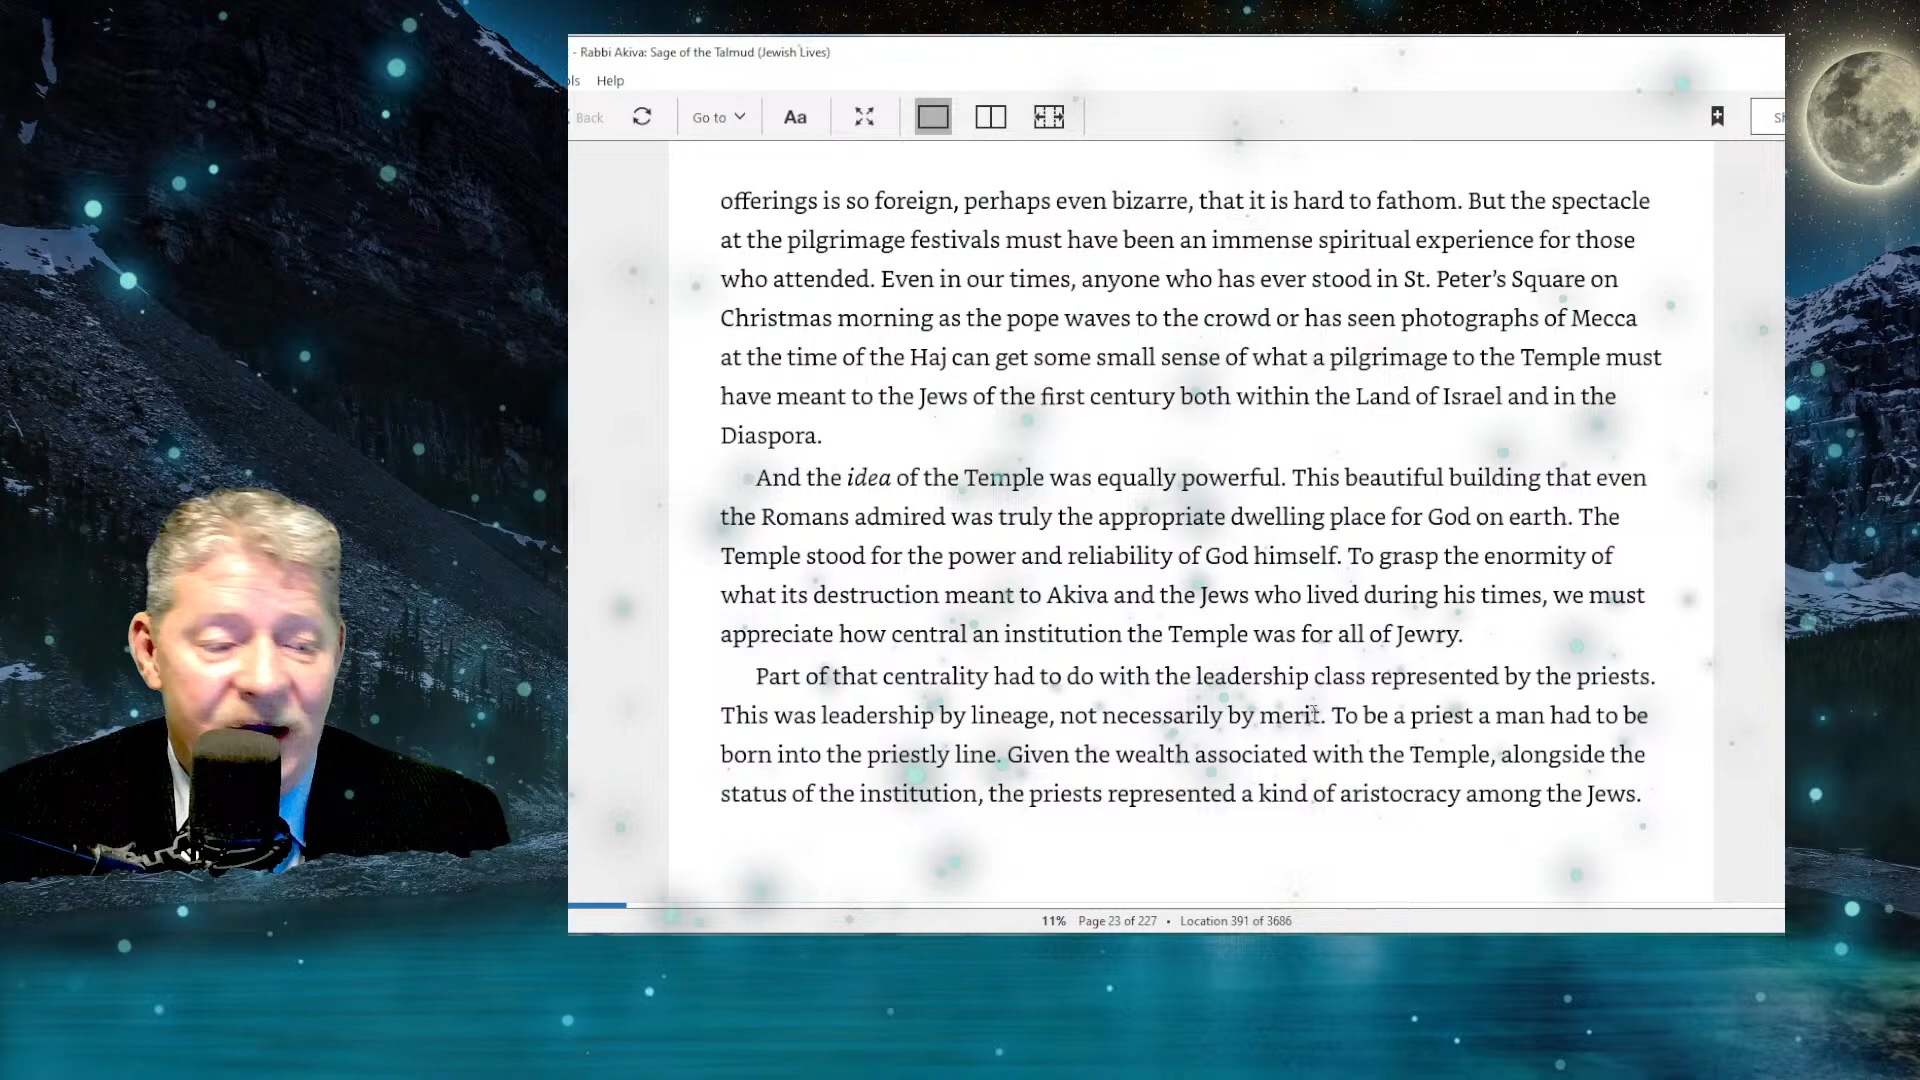 - Rabbi Akiva: Sage of the Talmud (Jewish Lives)
ols Help
Back Go to Aa
offerings is so foreign, perhaps even bizarre, that it is hard to fathom. But the spectacle
at the pilgrimage festivals must have been an immense spiritual experience for those
who attended. Even in our times, anyone who has ever stood in St. Peter’s Square on
Christmas morning as the pope waves to the crowd or has seen photographs of Mecca
at the time of the Haj can get some small sense of what a pilgrimage to the Temple must
have meant to the Jews of the first century both within the Land of Israel and in the
Diaspora.
And the idea of the Temple was equally powerful. This beautiful building that even
the Romans admired was truly the appropriate dwelling place for God on earth. The
Temple stood for the power and reliability of God himself. To grasp the enormity of
what its destruction meant to Akiva and the Jews who lived during his times, we must
appreciate how central an institution the Temple was for all of Jewry.
Part of that centrality had to do with the leadership class represented by the priests.
This was leadership by lineage, not necessarily by merit. To be a priest a man had to be
born into the priestly line. Given the wealth associated with the Temple, alongside the
status of the institution, the priests represented a kind of aristocracy among the Jews.
11% Page 23 of 227 • Location 391 of 3686